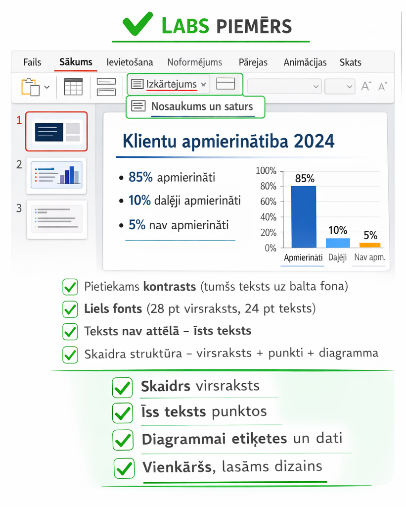 LABS PIEMĒRS
Fails Sākums Ievietošana Noformējums Pārejas Animācijas Skats
Izkārtējums
A A
Nosaukums un saturs
1
2
3
Klientu apmierinātība 2024
• 85% apmierināti
• 10% daļēji apmierināti
• 5% nav apmierināti
100%
80%
60%
40%
20%
0%
85%
10%
5%
Apmierināti Daļēji Nav apm.
Pietiekams kontrasts (tumšs teksts uz balta fona)
Liels fonts (28 pt virsraksts, 24 pt teksts)
Teksts nav attēlā – īsts teksts
Skaidra struktūra – virsraksts + punkti + diagramma
Skaidrs virsraksts
Īss teksts punktos
Diagrammai etiķetes un dati
Vienkāršs, lasāms dizains